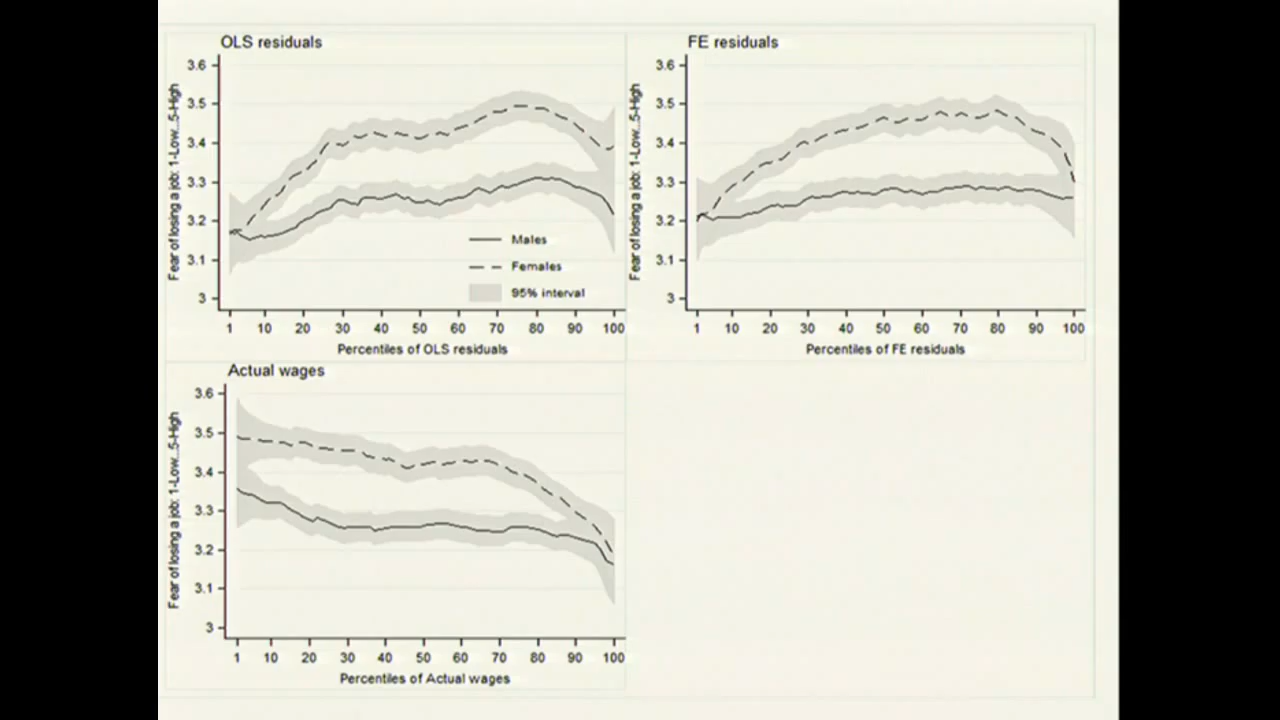 OLS residuals
Fear of losing a job: 1-Low...5-High
3.6
3.5
3.4
3.3
3.2
3.1
3
Males
Females
95% interval
1 10 20 30 40 50 60 70 80 90 100
Percentiles of OLS residuals
FE residuals
Fear of losing a job: 1-Low...5-High
3.6
3.5
3.4
3.3
3.2
3.1
3
1 10 20 30 40 50 60 70 80 90 100
Percentiles of FE residuals
Actual wages
Fear of losing a job: 1-Low...5-High
3.6
3.5
3.4
3.3
3.2
3.1
3
1 10 20 30 40 50 60 70 80 90 100
Percentiles of Actual wages